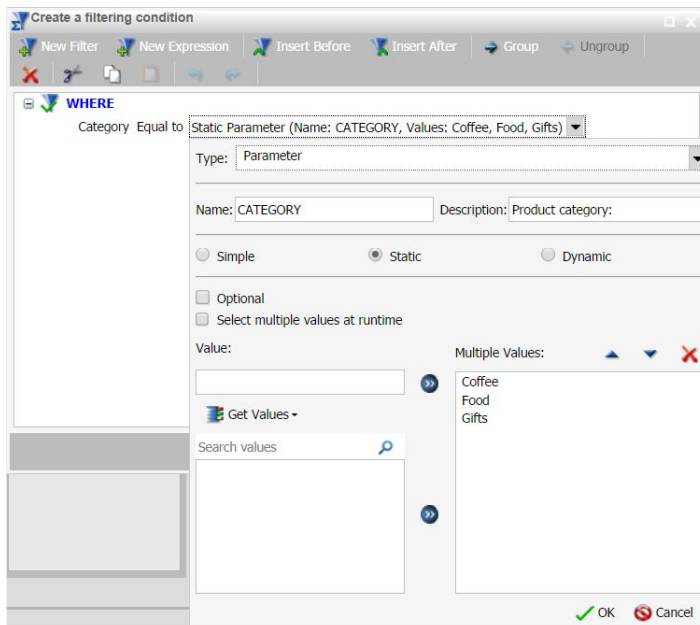 Create a filtering condition
New Filter New Expression Insert Before Insert After Group Ungroup
WHERE
Category Equal to Static Parameter (Name: CATEGORY, Values: Coffee, Food, Gifts)
Type: Parameter
Name: CATEGORY Description: Product category:
Simple Static Dynamic
Optional
Select multiple values at runtime
Value: Multiple Values:
Coffee
Food
Get Values Gifts
Search values
OK Cancel